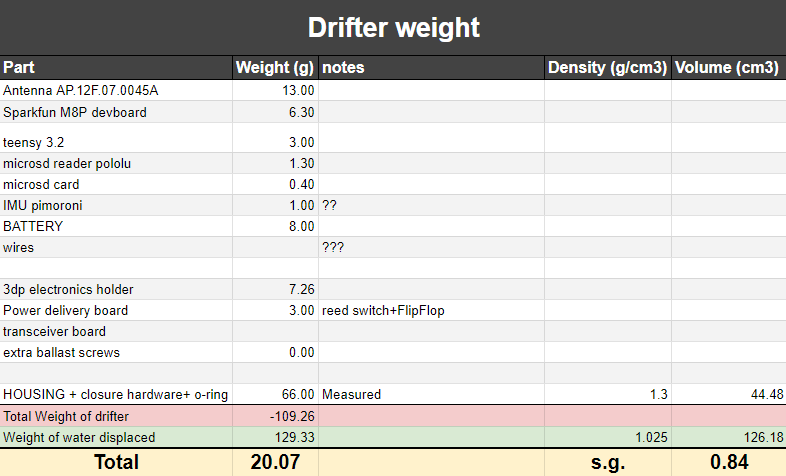 Drifter weight
Part Weight (g) notes Density (g/cm3) Volume (cm3)
Antenna AP.12F.07.0045A 13.00
Sparkfun M8P devboard 6.30
teensy 3.2 3.00
microsd reader pololu 1.30
microsd card 0.40
IMU pimoroni 1.00 ??
BATTERY 8.00
wires ???
3dp electronics holder 7.26
Power delivery board 3.00 reed switch+FlipFlop
transceiver board
extra ballast screws 0.00
HOUSING + closure hardware+ o-ring 66.00 Measured 1.3 44.48
Total Weight of drifter -109.26
Weight of water displaced 129.33 1.025 126.18
Total 20.07 s.g. 0.84